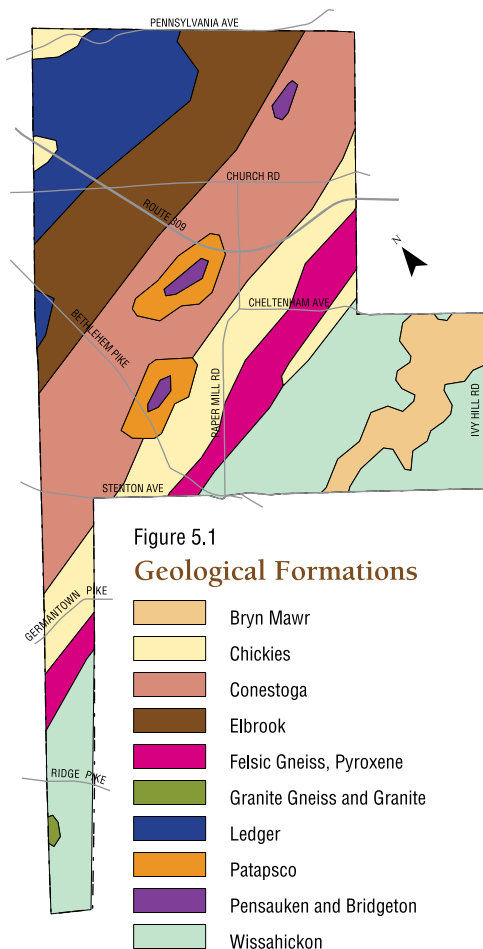 PENNSYLVANIA AVE
CHURCH RD
ROUTE 309
N
BETHLEHEM PIKE
CHELTENHAM AVE
PAPER MILL RD
IVY HILL RD
STENTON AVE
GERMANTOWN PIKE
RIDGE PIKE
Figure 5.1
Geological Formations
Bryn Mawr
Chickies
Conestoga
Elbrook
Felsic Gneiss, Pyroxene
Granite Gneiss and Granite
Ledger
Patapsco
Pensauken and Bridgeton
Wissahickon